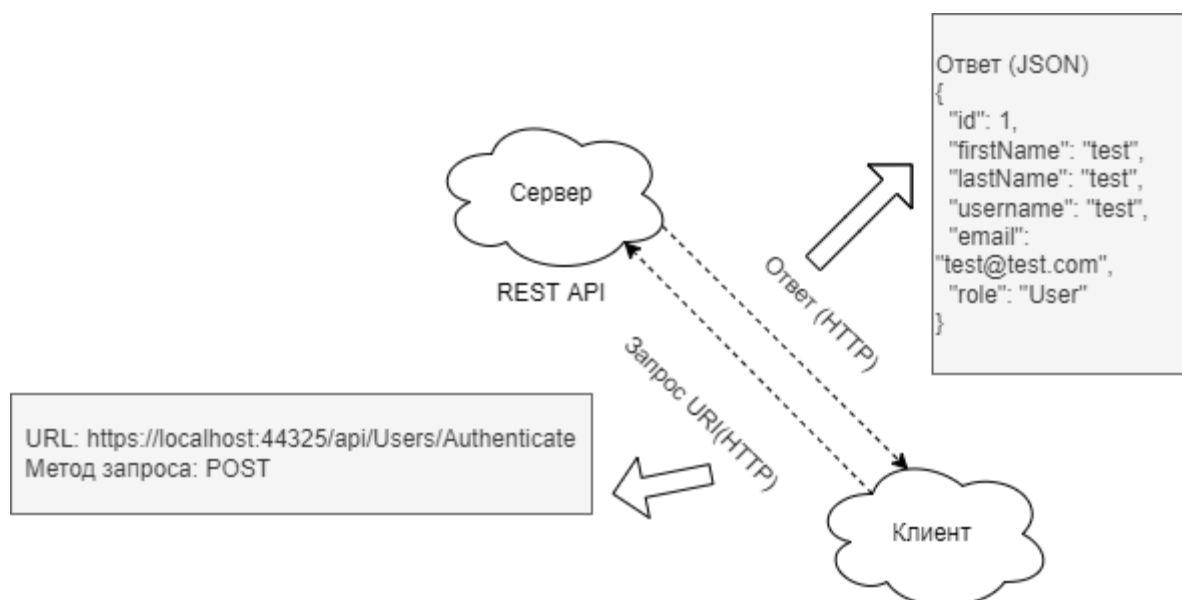 Ответ (JSON)
{
"id": 1,
"firstName": "test",
"lastName": "test",
"username": "test",
"email":
"test@test.com",
"role": "User"
}
Сервер
REST API
Ответ (HTTP)
Запрос URI(HTTP)
URL: https://localhost:44325/api/Users/Authenticate
Метод запроса: POST
Клиент